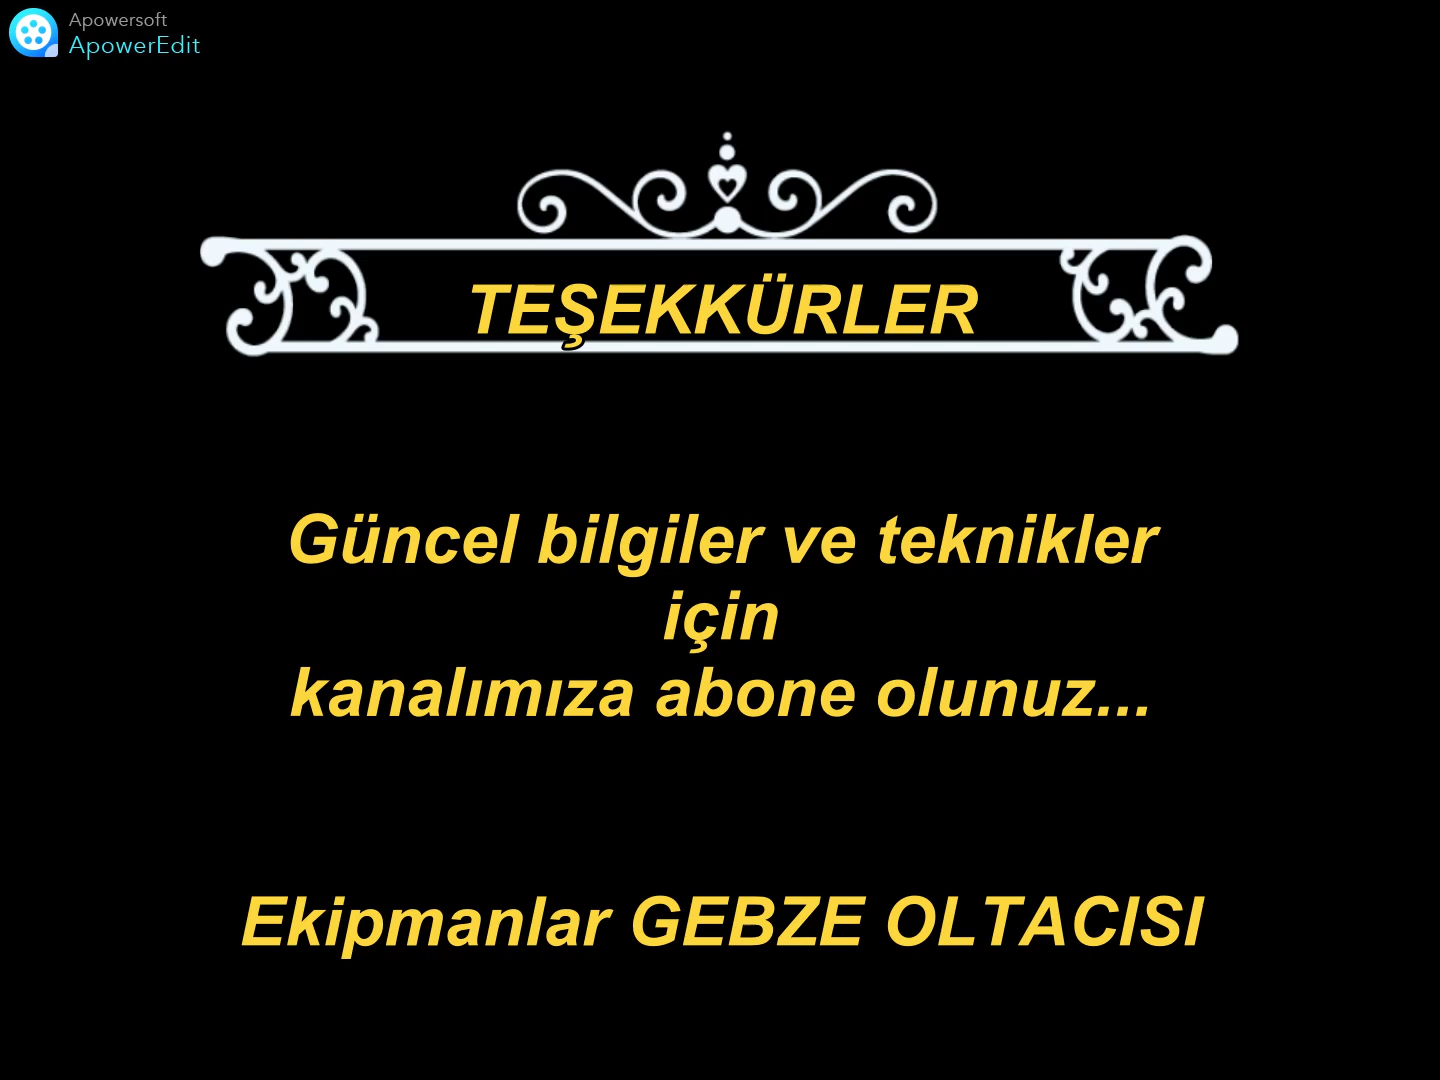 Apowersoft
ApowerEdit
TEŞEKKÜRLER
Güncel bilgiler ve teknikler
için
kanalımıza abone olunuz...
Ekipmanlar GEBZE OLTACISI